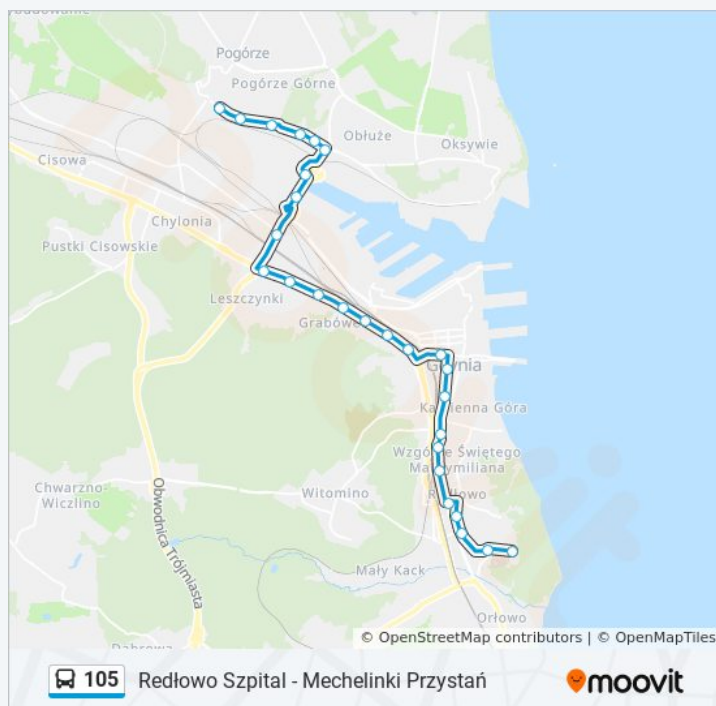 Pogórze
Pogórze Górne
Obłuże
Oksywie
Cisowa
Chylonia
Pustki Cisowskie
Leszczynki
Grabówe
Gdynia
Kamienna Góra
Wzgórze Świętego
Maksymiliana
Chwarzno-
Wiczlino
Witomino
Redłowo
Obwodnica Trójmiasta
Mały Kack
Orłowo
Dąbrowa
© OpenStreetMap contributors | © OpenMapTiles
105 Redłowo Szpital - Mechelinki Przystań
moovit